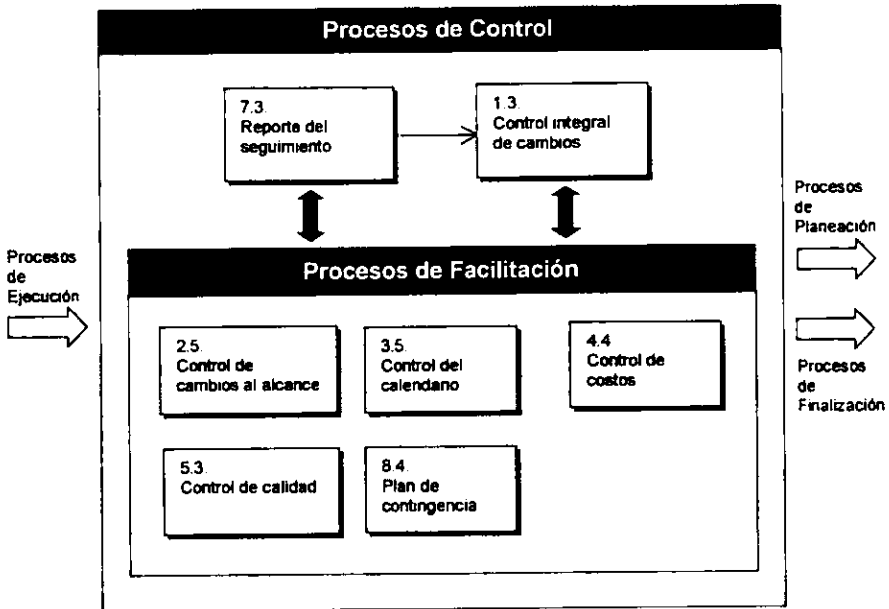 Procesos de Control
7.3.
Reporte del
seguimiento
1.3.
Control integral
de cambios
Procesos
de
Ejecución
Procesos
de
Planeación
Procesos de Facilitación
2.5.
Control de
cambios al alcance
3.5.
Control del
calendano
4.4
Control de
costos
Procesos
de
Finalización
5.3.
Control de calidad
8.4.
Plan de
contingencia